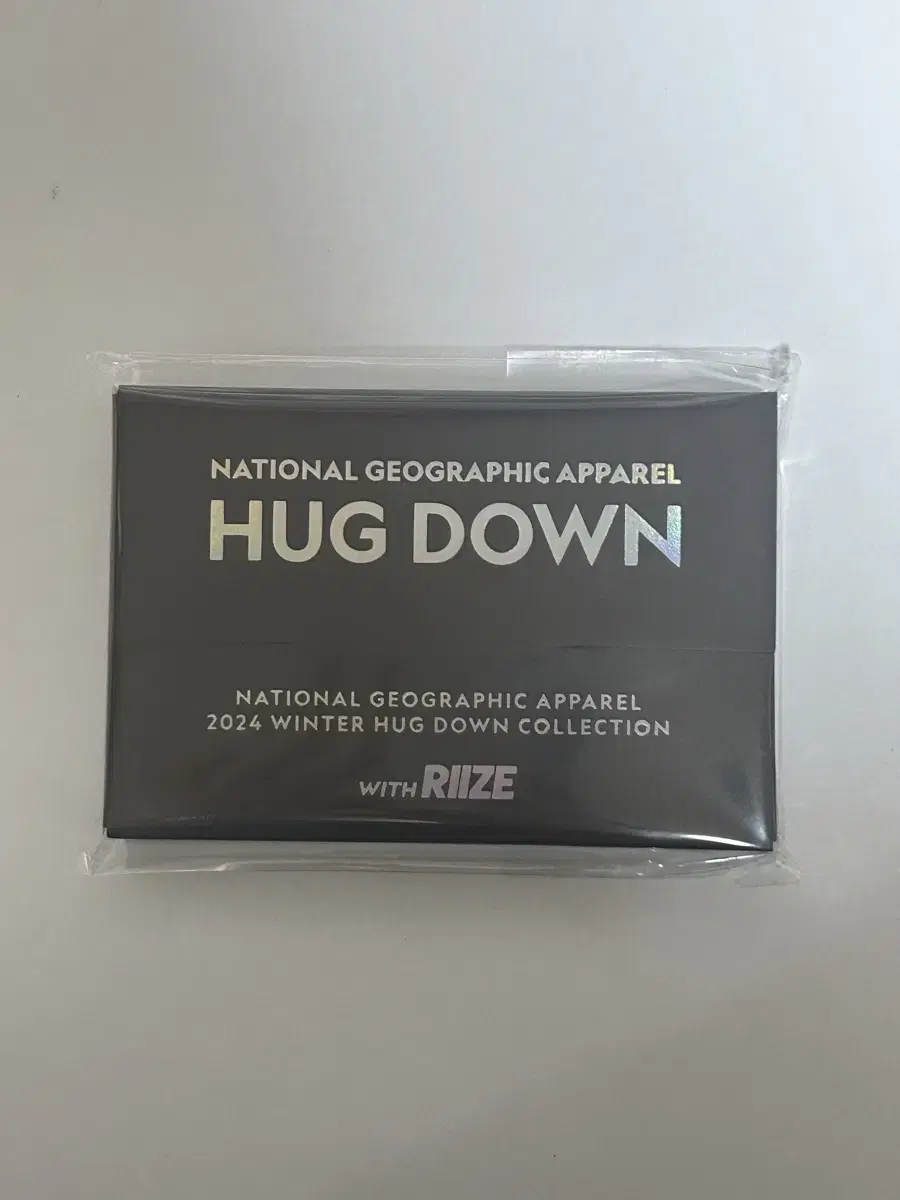 NATIONAL GEOGRAPHIC APPAREL
HUG DOWN
NATIONAL GEOGRAPHIC APPAREL
2024 WINTER HUG DOWN COLLECTION
WITH RIIZE